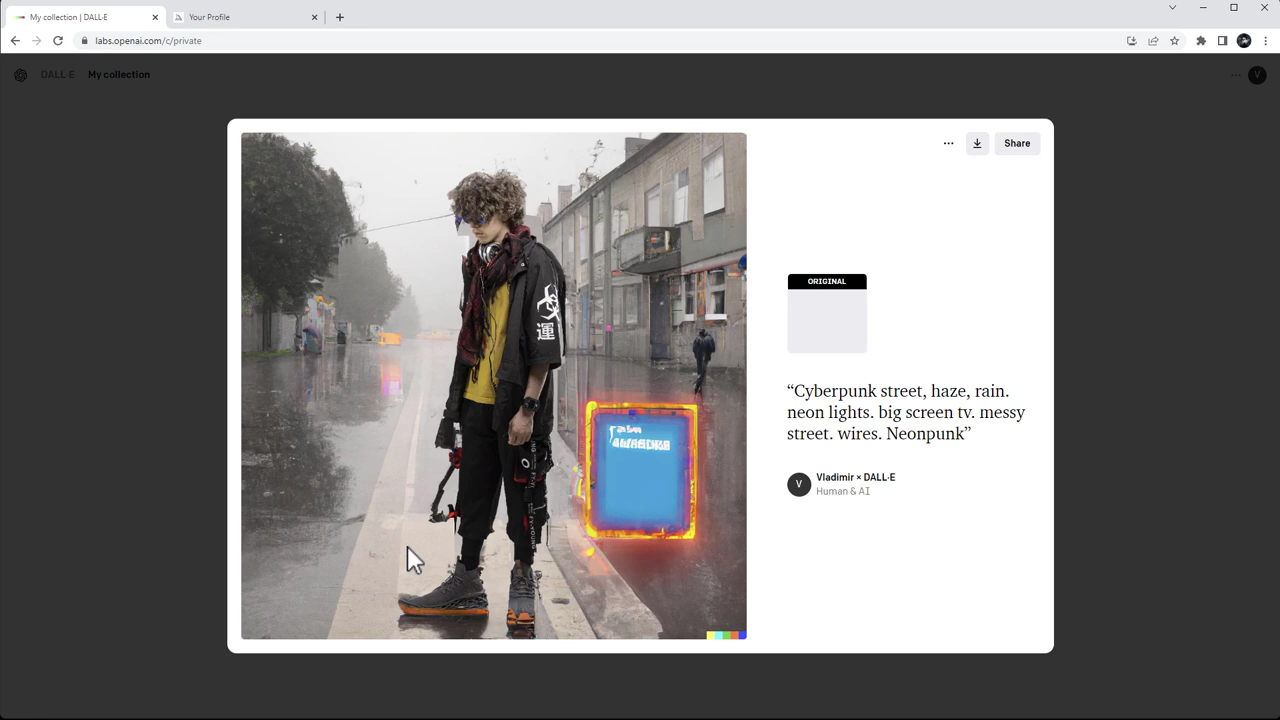 My collection | DALL·E
Your Profile
labs.openai.com/c/private
DALL·E My collection
V
Share
運
ORIGINAL
“Cyberpunk street, haze, rain.
neon lights. big screen tv. messy
street. wires. Neonpunk”
V
Vladimir × DALL·E
Human & AI